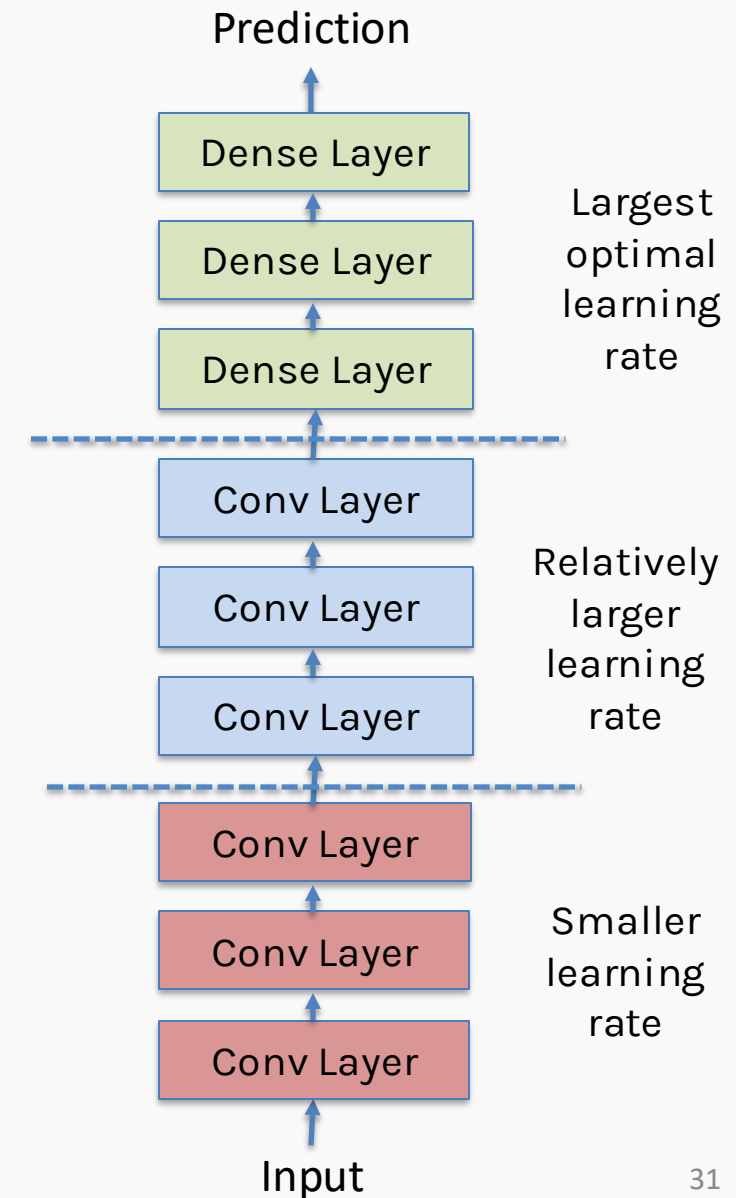 Prediction
Dense Layer
Dense Layer
Dense Layer
Largest
optimal
learning
rate
Conv Layer
Conv Layer
Conv Layer
Relatively
larger
learning
rate
Conv Layer
Conv Layer
Conv Layer
Smaller
learning
rate
Input
31